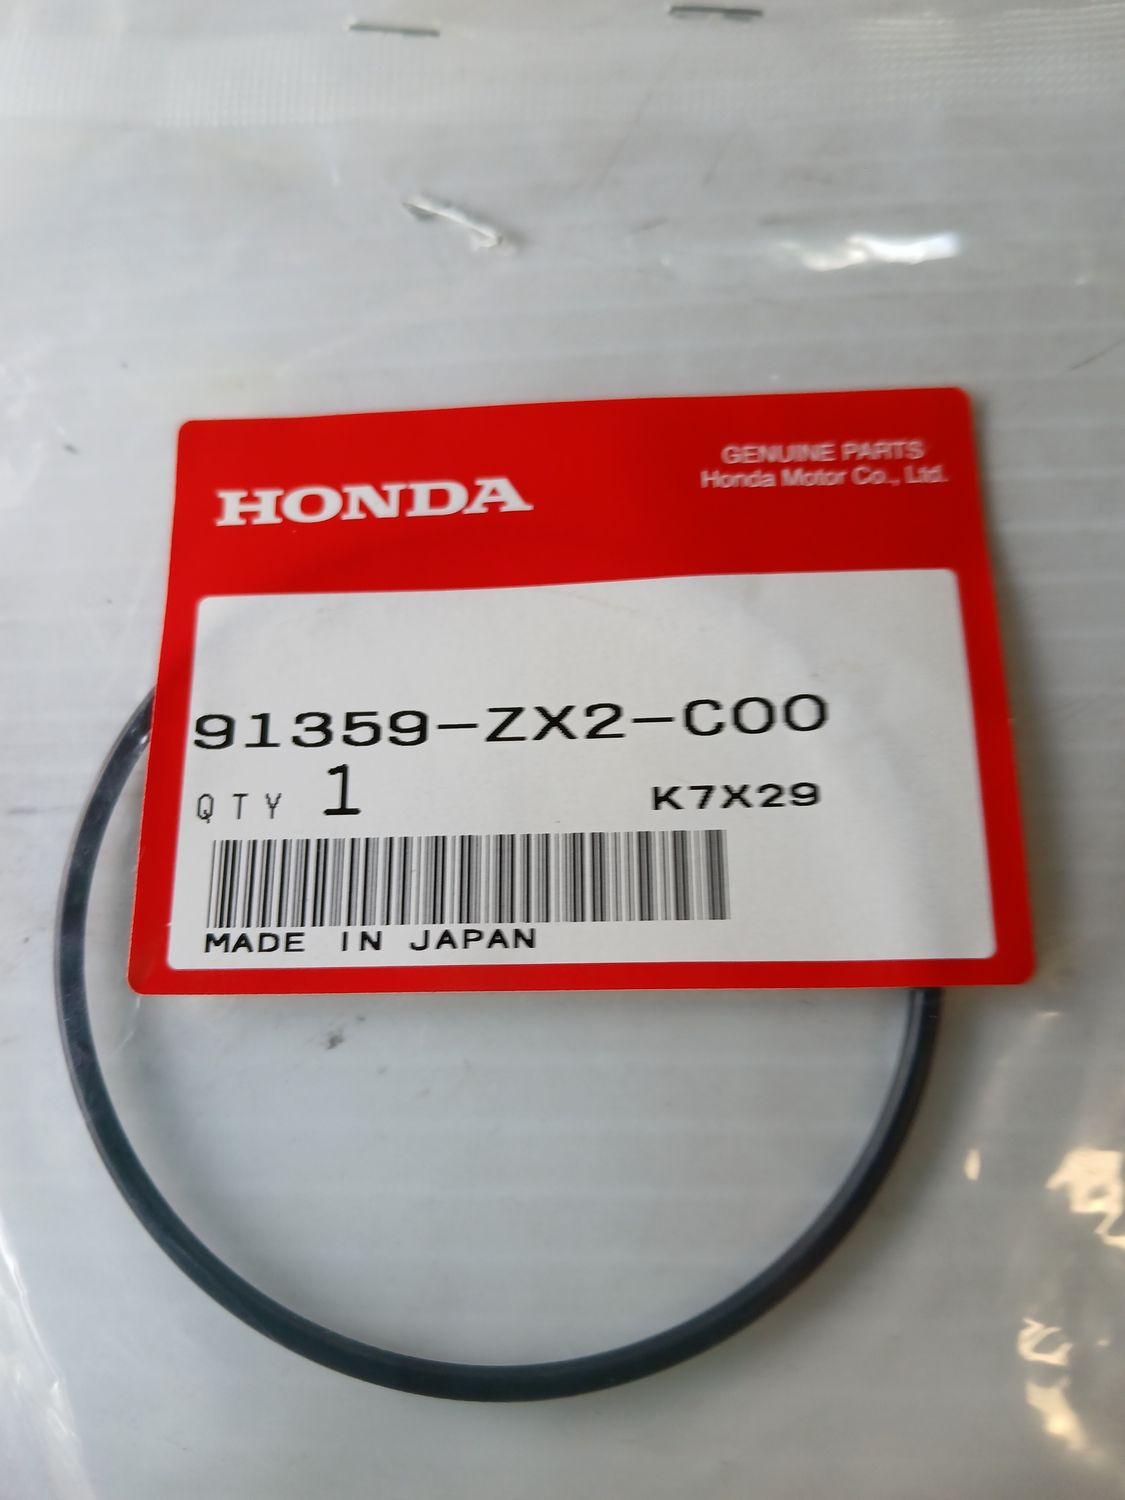 HONDA
GENUINE PARTS
Honda Motor Co., Ltd.
91359-ZX2-C00
QTY 1 K7X29
MADE IN JAPAN